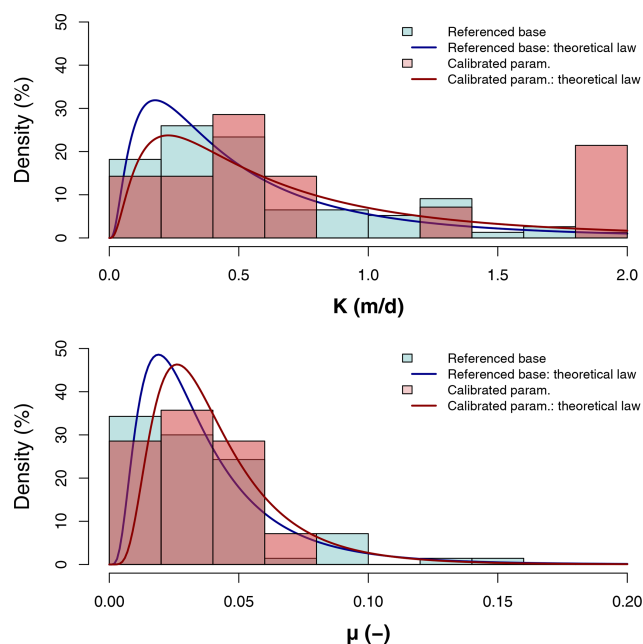 50
40
30
20
10
0
Density (%)
Referenced base
Referenced base: theoretical law
Calibrated param.
Calibrated param.: theoretical law
0.0 0.5 1.0 1.5 2.0
K (m/d)
50
40
30
20
10
0
Density (%)
Referenced base
Referenced base: theoretical law
Calibrated param.
Calibrated param.: theoretical law
0.00 0.05 0.10 0.15 0.20
μ (−)